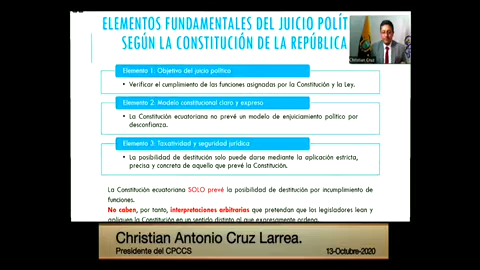 ELEMENTOS FUNDAMENTALES DEL JUICIO POLÍT
SEGÚN LA CONSTITUCIÓN DE LA REPÚBLICA
Christian Cruz
Elemento 1: Objetivo del juicio político
• Verificar el cumplimiento de las funciones asignadas por la Constitución y la Ley.
Elemento 2: Modelo constitucional claro y expreso
• La Constitución ecuatoriana no prevé un modelo de enjuiciamiento político por
desconfianza.
Elemento 3: Taxatividad y seguridad jurídica
• La posibilidad de destitución solo puede darse mediante la aplicación estricta,
precisa y concreta de aquello que prevé la Constitución.
La Constitución ecuatoriana SOLO prevé la posibilidad de destitución por incumplimiento de
funciones.
No caben, por tanto, interpretaciones arbitrarias que pretendan que los legisladores lean y
apliquen la Constitución en un sentido distinto al que expresamente ordena.
Christian Antonio Cruz Larrea.
Presidente del CPCCS
13-Octubre-2020